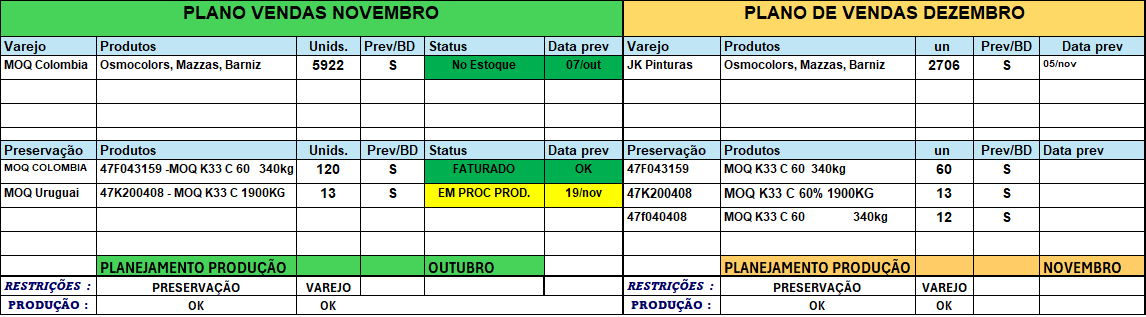 PLANO VENDAS NOVEMBRO PLANO DE VENDAS DEZEMBRO
Varejo Produtos Unids. Prev/BD Status Data prev Varejo Produtos un Prev/BD Data prev
MOQ Colombia Osmocolors, Mazzas, Barniz 5922 S No Estoque 07/out JK Pinturas Osmocolors, Mazzas, Barniz 2706 S 05/nov
Preservação Produtos Unids. Prev/BD Status Data prev Preservação Produtos un Prev/BD Data prev
MOQ COLOMBIA 47F043159 -MOQ K33 C 60 340kg 120 S FATURADO OK 47F043159 MOQ K33 C 60 340kg 60 S
MOQ Uruguai 47K200408 - MOQ K33 C 1900KG 13 S EM PROC PROD. 19/nov 47K200408 MOQ K33 C 60% 1900KG 13 S
47f040408 MOQ K33 C 60 340kg 12 S
PLANEJAMENTO PRODUÇÃO OUTUBRO PLANEJAMENTO PRODUÇÃO NOVEMBRO
RESTRIÇÕES : PRESERVAÇÃO VAREJO RESTRIÇÕES : PRESERVAÇÃO VAREJO
PRODUÇÃO : OK OK PRODUÇÃO : OK OK